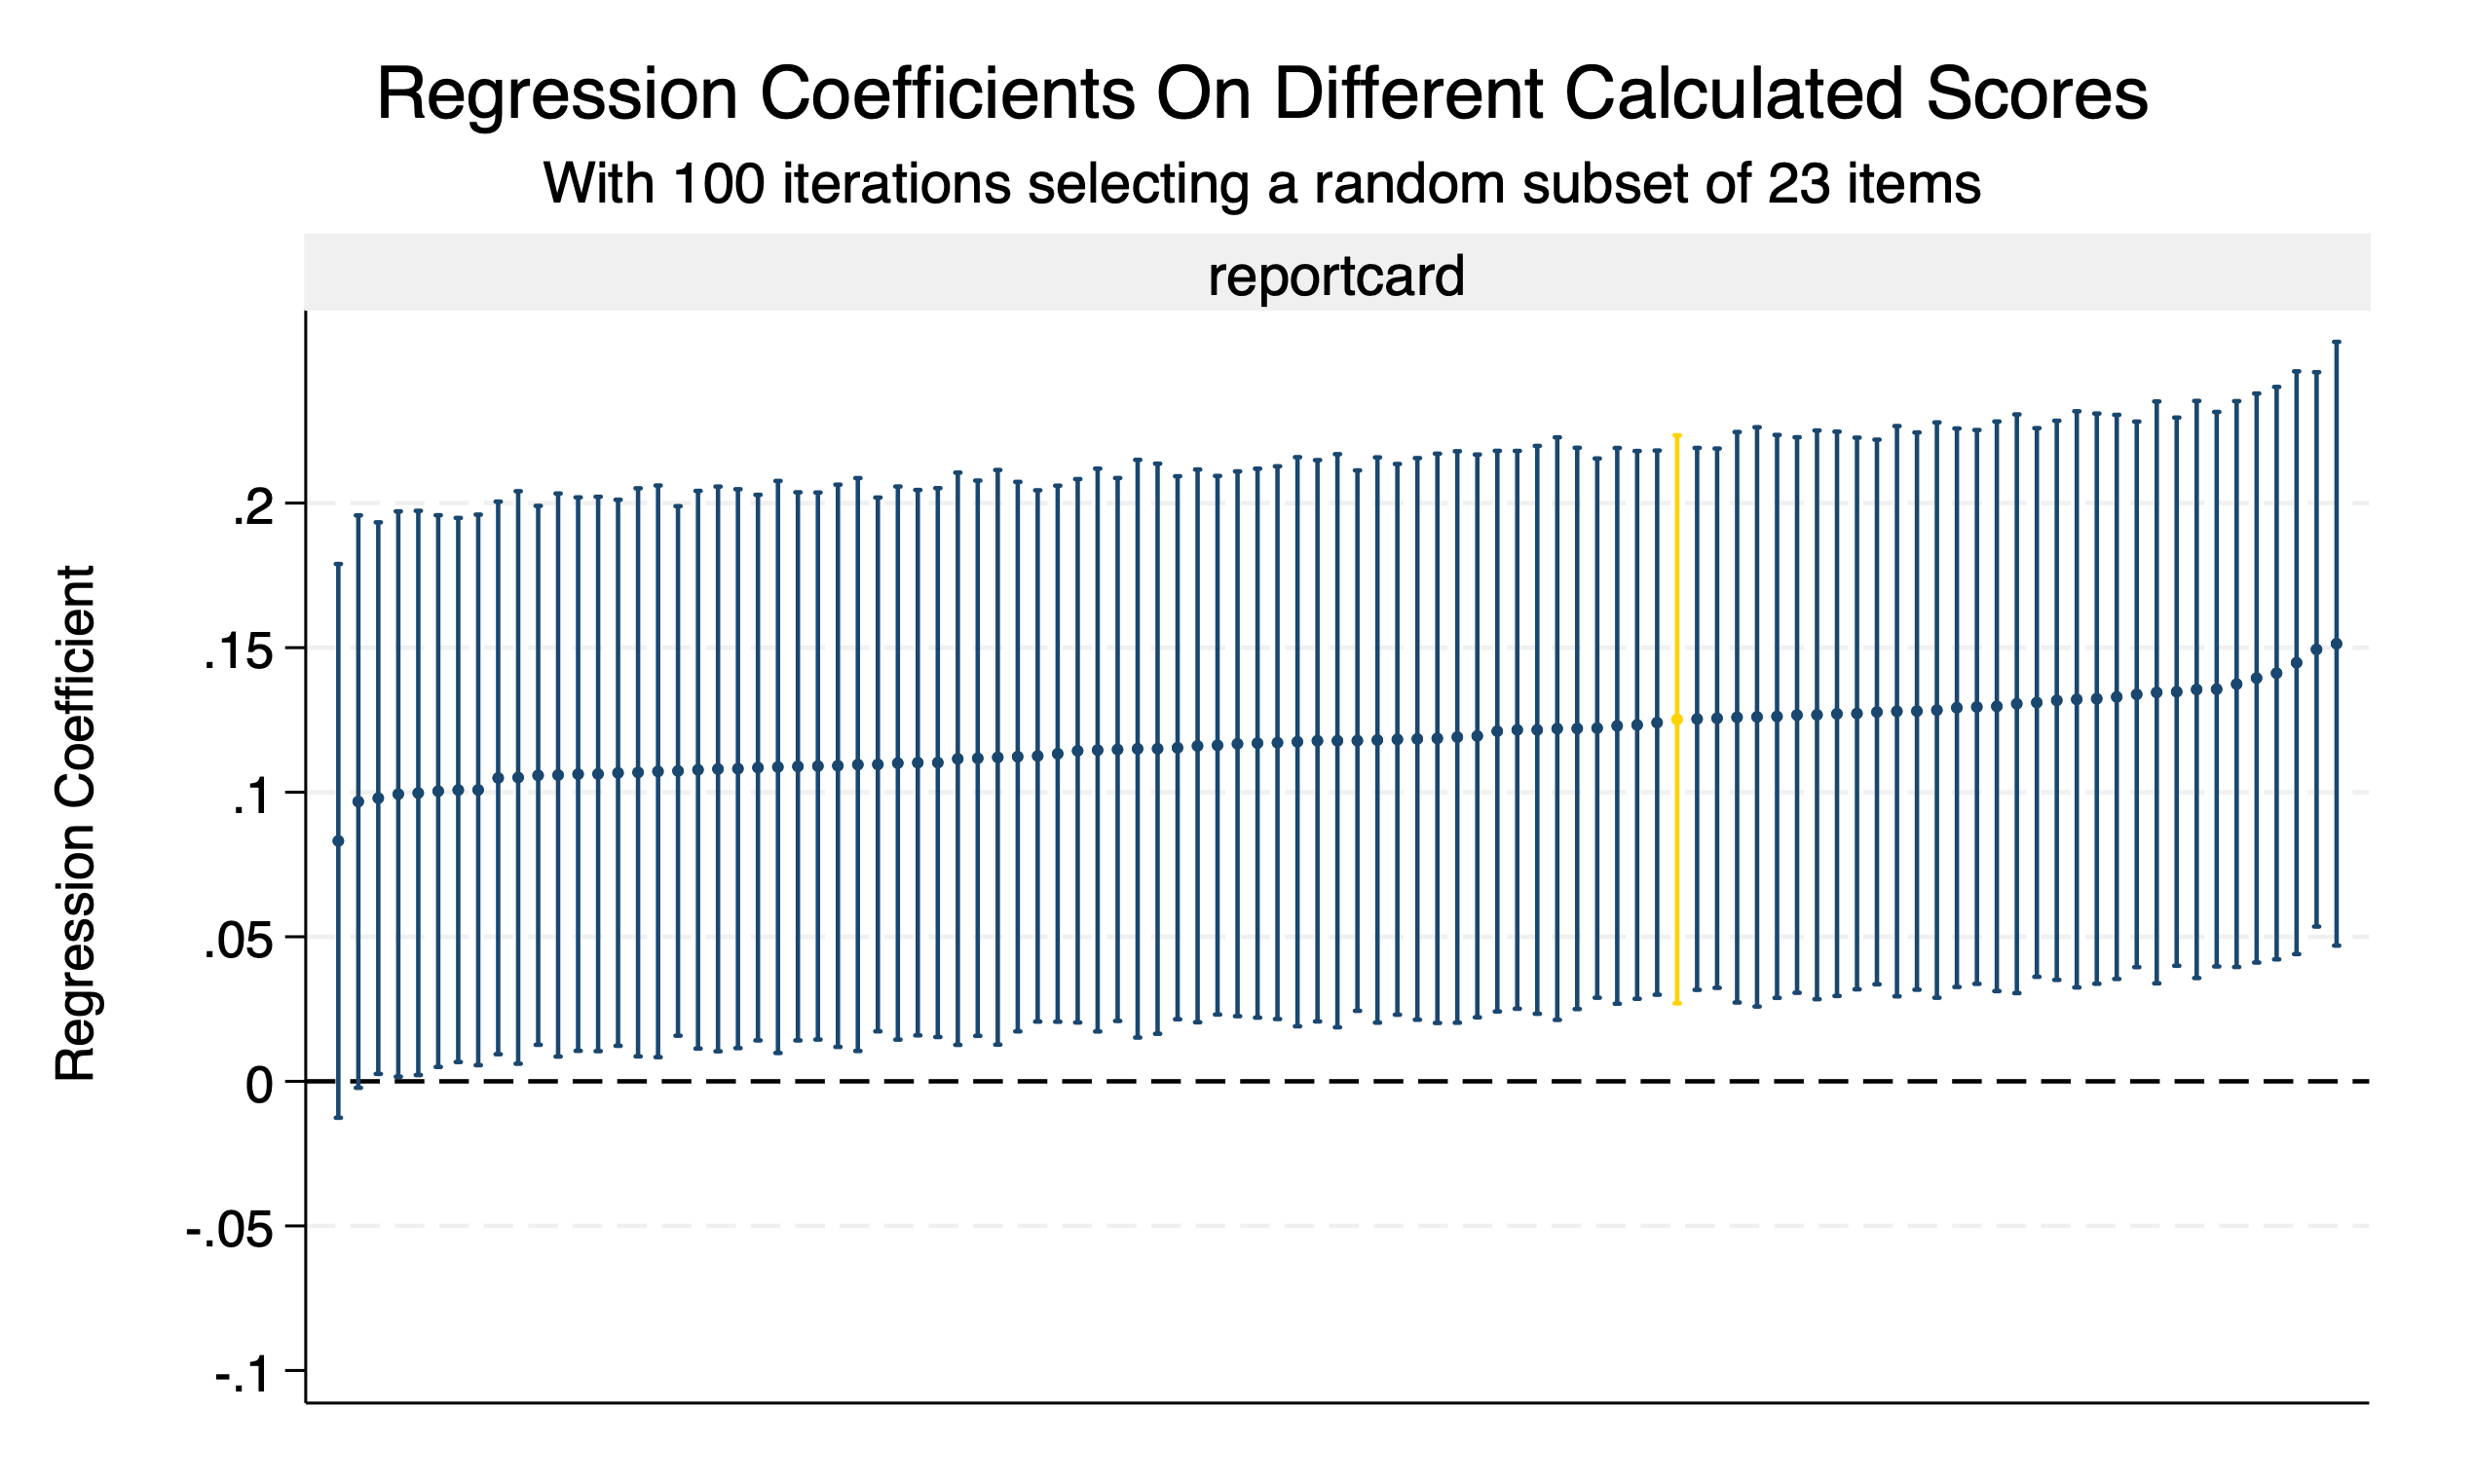 Regression Coefficients On Different Calculated Scores
With 100 iterations selecting a random subset of 23 items
reportcard
Regression Coefficient
.2
.15
.1
.05
0
-.05
-.1